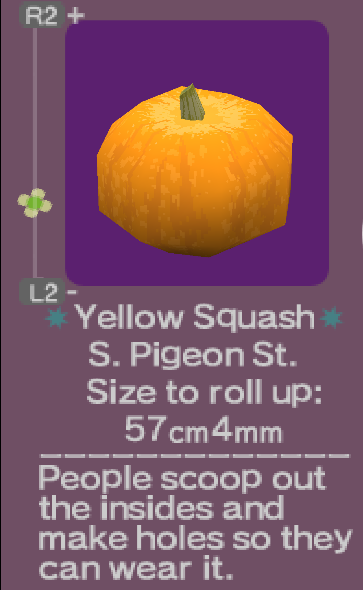 R2 +
L2 -
Yellow Squash
S. Pigeon St.
Size to roll up:
57cm4mm
People scoop out
the insides and
make holes so they
can wear it.